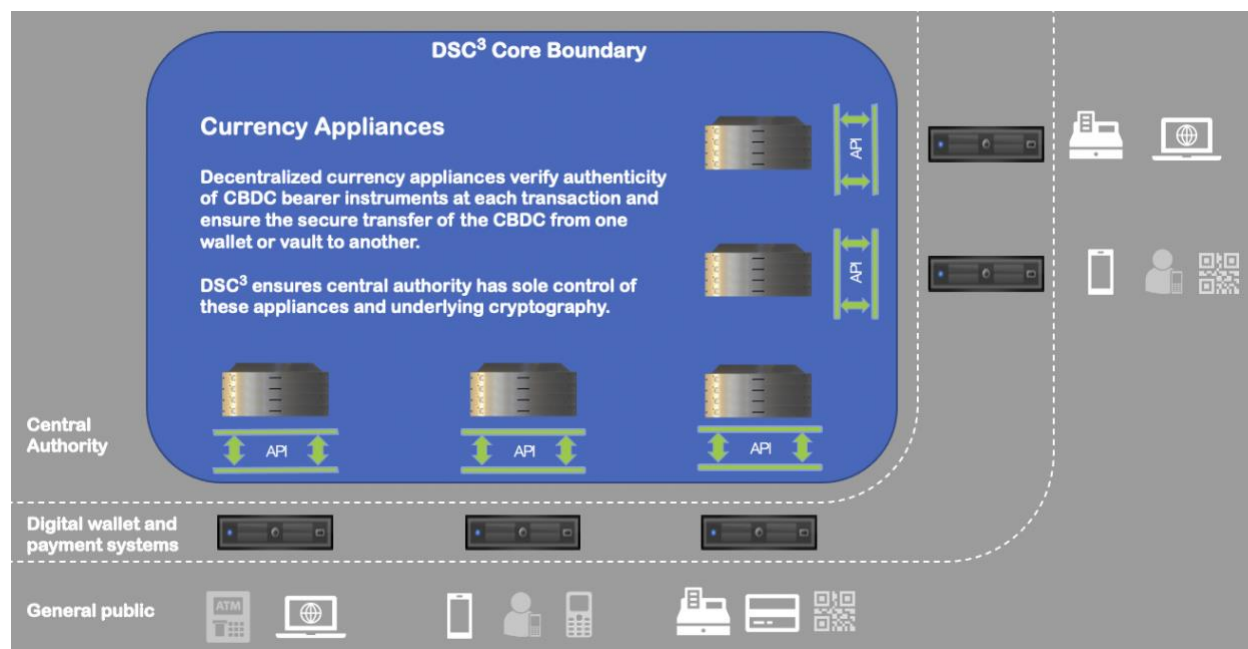 DSC³ Core Boundary
Currency Appliances
Decentralized currency appliances verify authenticity
of CBDC bearer instruments at each transaction and
ensure the secure transfer of the CBDC from one
wallet or vault to another.
DSC³ ensures central authority has sole control of
these appliances and underlying cryptography.
API
API
API
API
API
Central
Authority
Digital wallet and
payment systems
General public
ATM